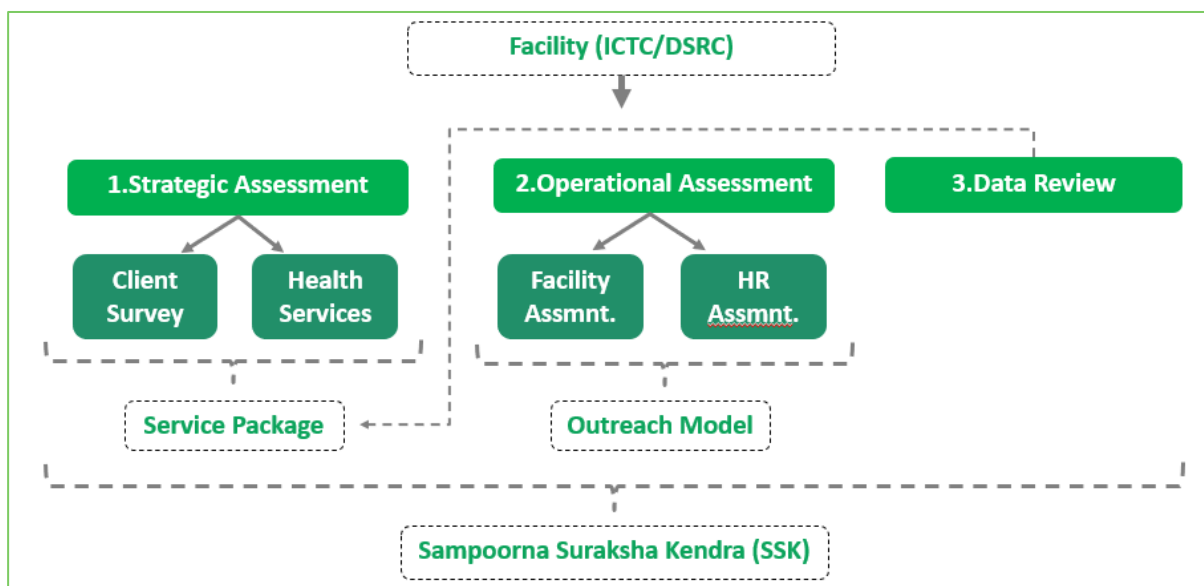 Facility (ICTC/DSRC)
1.Strategic Assessment
2.Operational Assessment
3.Data Review
Client
Survey
Health
Services
Facility
Assmnt.
HR
Assmnt.
Service Package
Outreach Model
Sampoorna Suraksha Kendra (SSK)